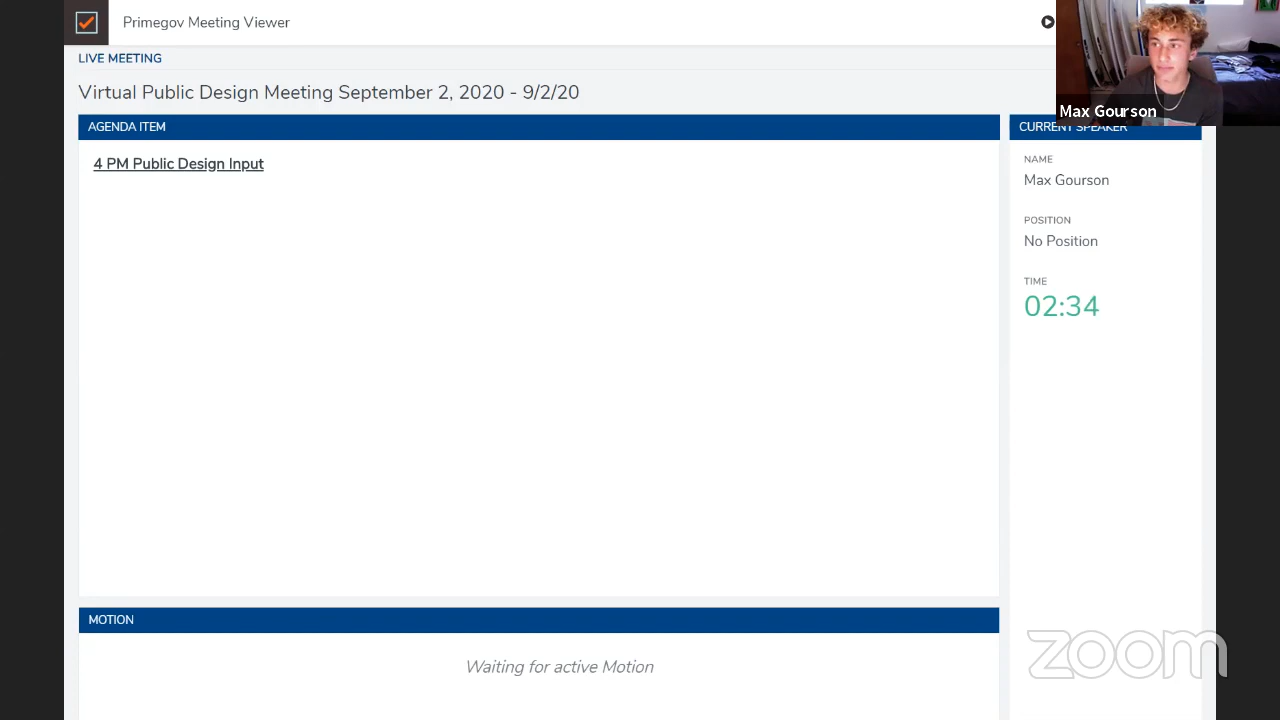 Primegov Meeting Viewer
LIVE MEETING
Virtual Public Design Meeting September 2, 2020 - 9/2/20
Max Gourson
AGENDA ITEM
CURRENT SPEAKER
4 PM Public Design Input
NAME
Max Gourson
POSITION
No Position
TIME
02:34
MOTION
Waiting for active Motion
zoom